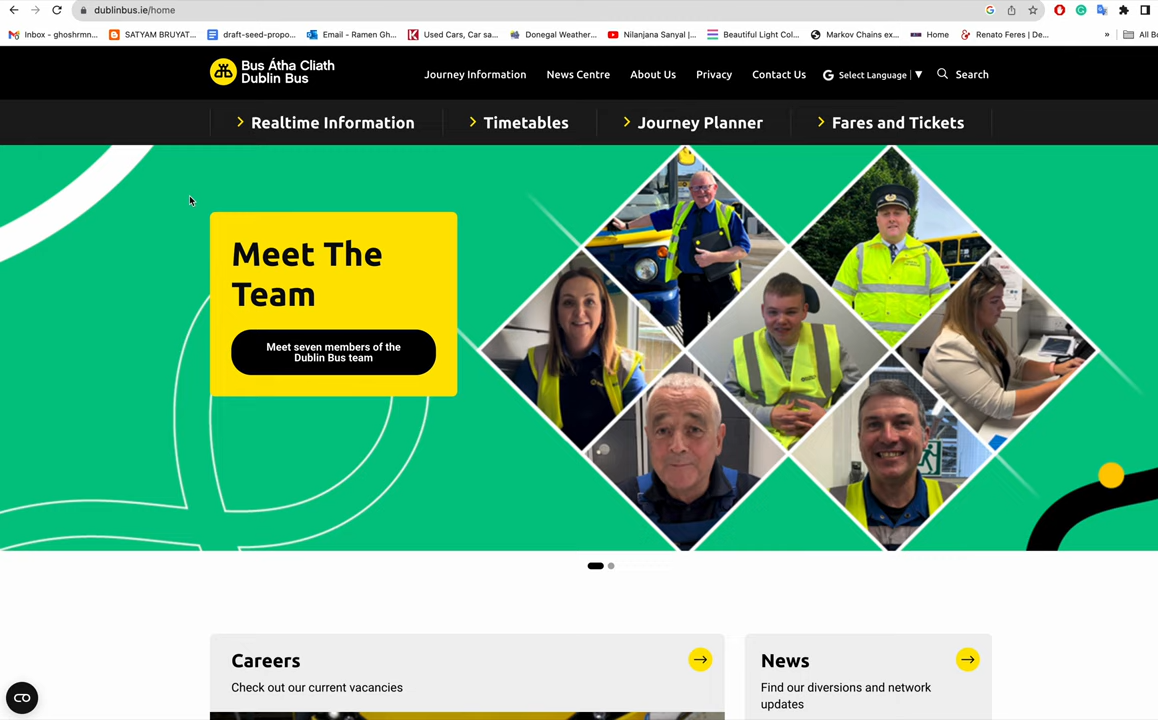 dublinbus.ie/home
Inbox - ghoshrmn... SATYAM BRUYAT... draft-seed-propo... Email - Ramen Gh... Used Cars, Car sa... Donegal Weather... Nilanjana Sanyal |... Beautiful Light Col... Markov Chains ex... Home Renato Feres | De... » All Bo
Bus Átha Cliath
Dublin Bus
Journey Information News Centre About Us Privacy Contact Us G Select Language | ▼ Search
Realtime Information Timetables Journey Planner Fares and Tickets
Meet The
Team
Meet seven members of the
Dublin Bus team
Careers
Check out our current vacancies
News
Find our diversions and network
updates